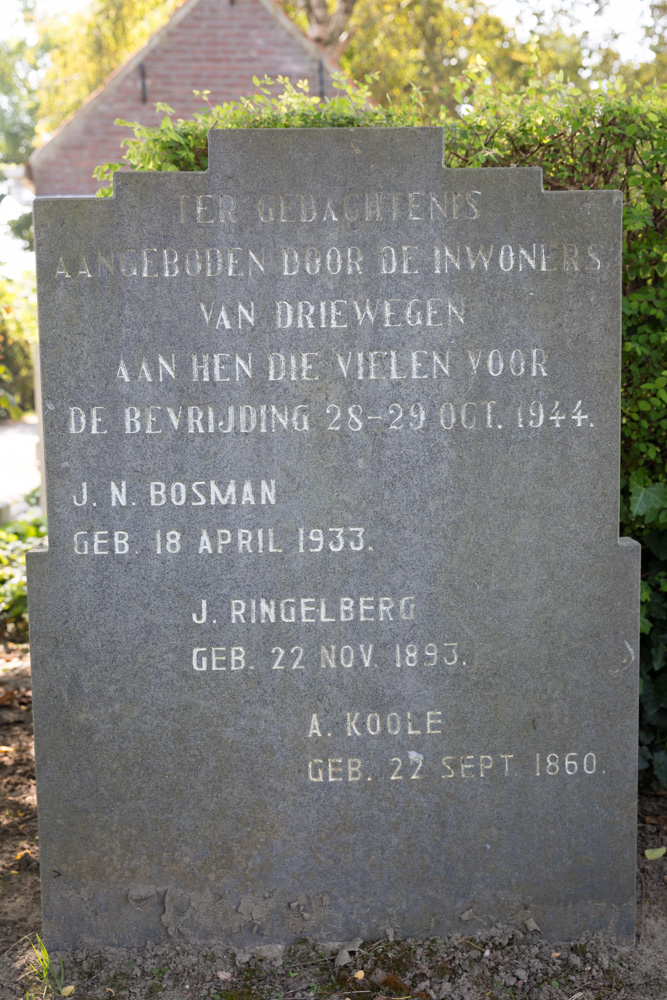 TER GEDACHTENIS
AANGEBODEN DOOR DE INWONERS
VAN DRIEWEGEN
AAN HEN DIE VIELEN VOOR
DE BEVRIJDING 28-29 OCT. 1944.
J. N. BOSMAN
GEB. 18 APRIL 1933.
J. RINGELBERG
GEB. 22 NOV. 1893.
A. KOOLE
GEB. 22 SEPT. 1860.